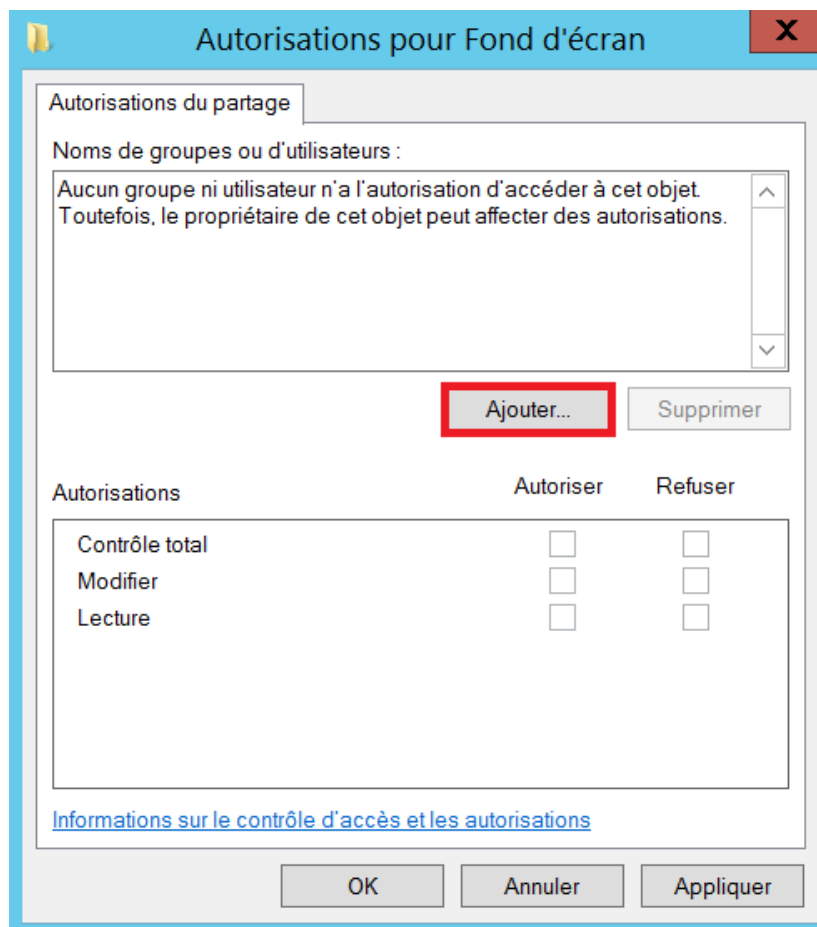 Autorisations pour Fond d'écran
X
Autorisations du partage
Noms de groupes ou d'utilisateurs :
Aucun groupe ni utilisateur n'a l'autorisation d'accéder à cet objet.
Toutefois, le propriétaire de cet objet peut affecter des autorisations.
Ajouter... Supprimer
Autorisations Autoriser Refuser
Contrôle total
Modifier
Lecture
Informations sur le contrôle d'accès et les autorisations
OK Annuler Appliquer